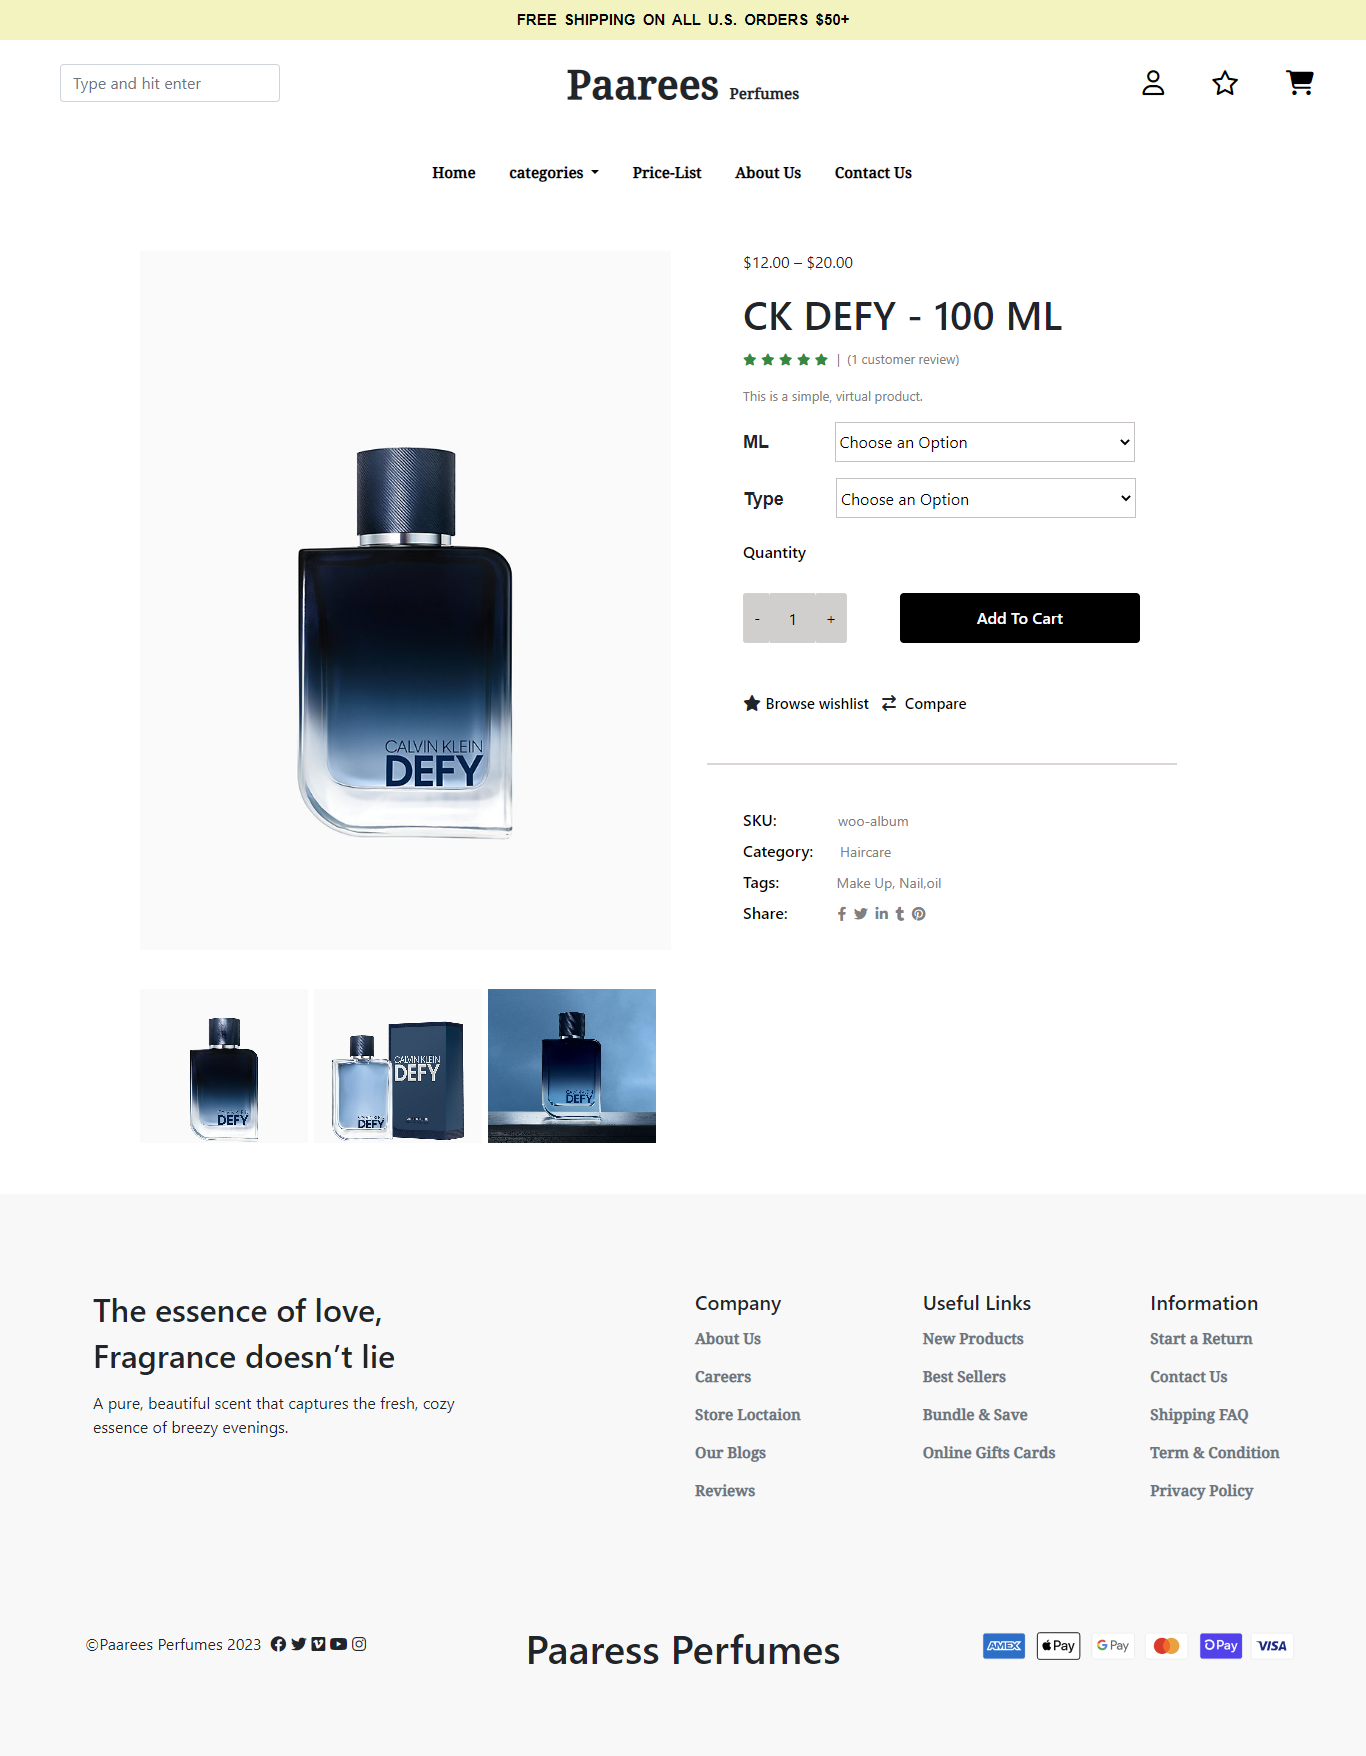 FREE SHIPPING ON ALL U.S. ORDERS $50+
Type and hit enter
Paarees Perfumes
Home categories Price-List About Us Contact Us
$12.00 – $20.00
CK DEFY - 100 ML
| (1 customer review)
This is a simple, virtual product.
ML Choose an Option
Type Choose an Option
Quantity
- 1 + Add To Cart
Browse wishlist Compare
SKU: woo-album
Category: Haircare
Tags: Make Up, Nail,oil
Share:
CALVIN KLEIN
DEFY
DEFY
CALVIN KLEIN
DEFY
DEFY
DEFY
The essence of love,
Fragrance doesn’t lie
A pure, beautiful scent that captures the fresh, cozy
essence of breezy evenings.
Company
About Us
Careers
Store Loctaion
Our Blogs
Reviews
Useful Links
New Products
Best Sellers
Bundle & Save
Online Gifts Cards
Information
Start a Return
Contact Us
Shipping FAQ
Term & Condition
Privacy Policy
©Paarees Perfumes 2023
Paaress Perfumes
AMEX Pay G Pay Pay VISA